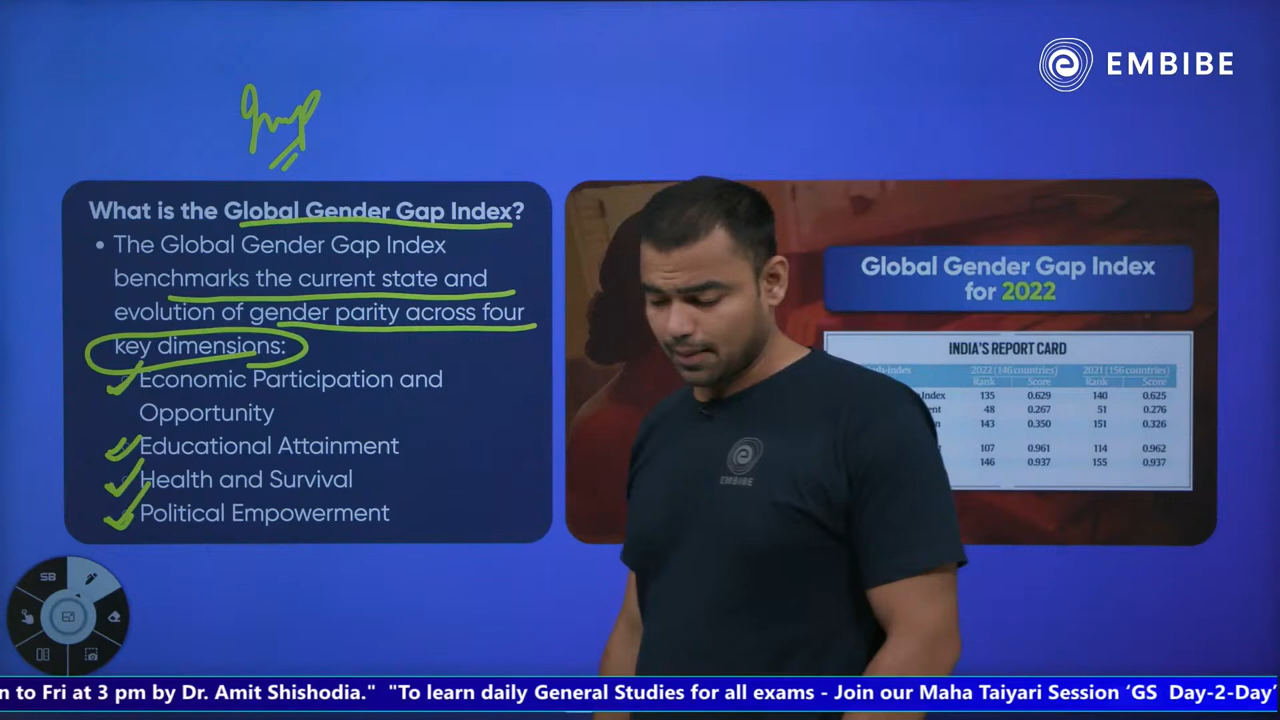 EMBIBE
Imp
What is the Global Gender Gap Index?
• The Global Gender Gap Index
benchmarks the current state and
evolution of gender parity across four
key dimensions:
Economic Participation and
Opportunity
Educational Attainment
Health and Survival
Political Empowerment
Global Gender Gap Index
for 2022
INDIA'S REPORT CARD
2022 (146 countries) 2021 (156 countries)
Rank Score Rank Score
Index 135 0.629 140 0.625
48 0.267 51 0.276
143 0.350 151 0.326
107 0.961 114 0.962
146 0.937 155 0.937
EMBIBE
SB
n to Fri at 3 pm by Dr. Amit Shishodia." "To learn daily General Studies for all exams - Join our Maha Taiyari Session ‘GS Day-2-Day’